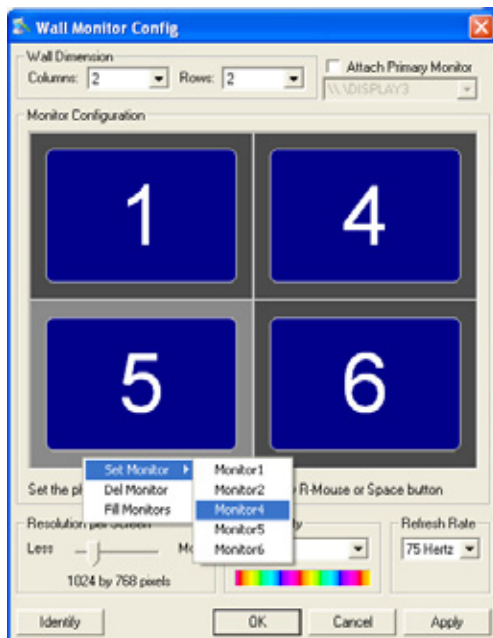 Wall Monitor Config
Wall Dimension
Columns: 2 Rows: 2
Attach Primary Monitor
\\.\DISPLAY3
Monitor Configuration
1 4
5 6
Set Monitor
Del Monitor
Fill Monitors
Monitor1
Monitor2
Monitor4
Monitor5
Monitor6
Set the R-Mouse or Space button
Resolution per Screen
Less
1024 by 768 pixels
Refresh Rate
75 Hertz
Identify OK Cancel Apply